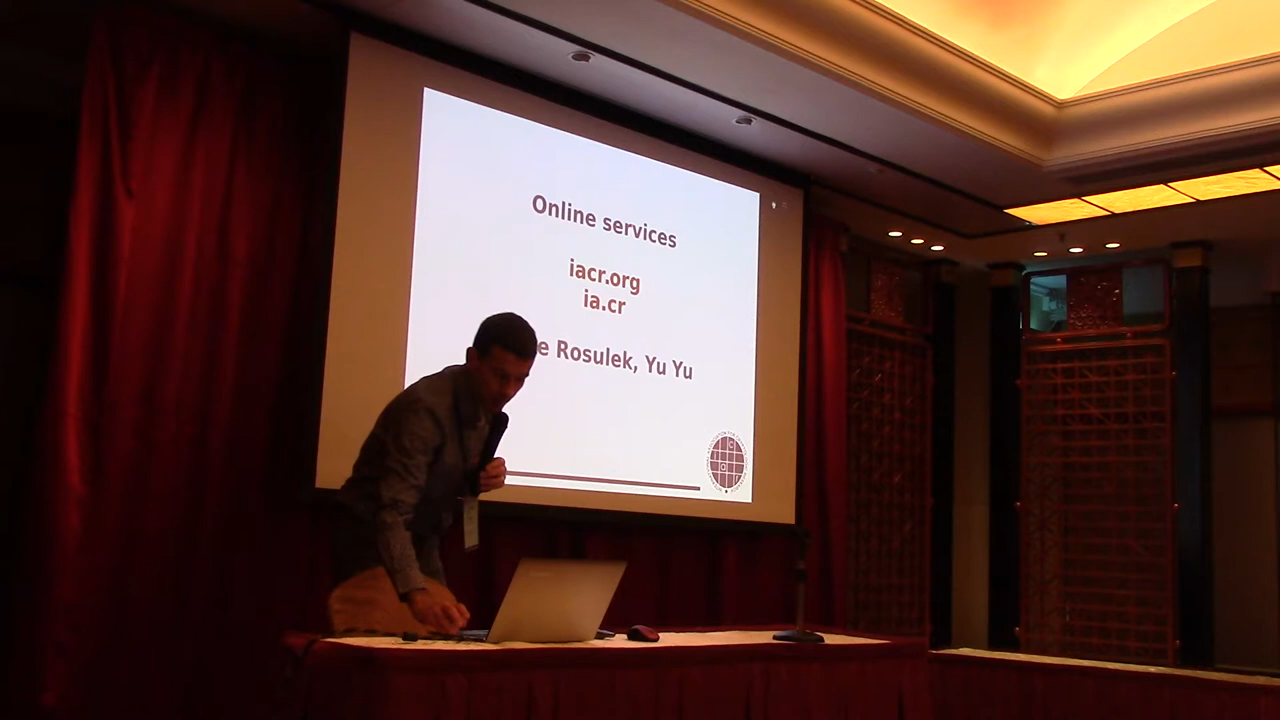 Online services
iacr.org
ia.cr
e Rosulek, Yu Yu